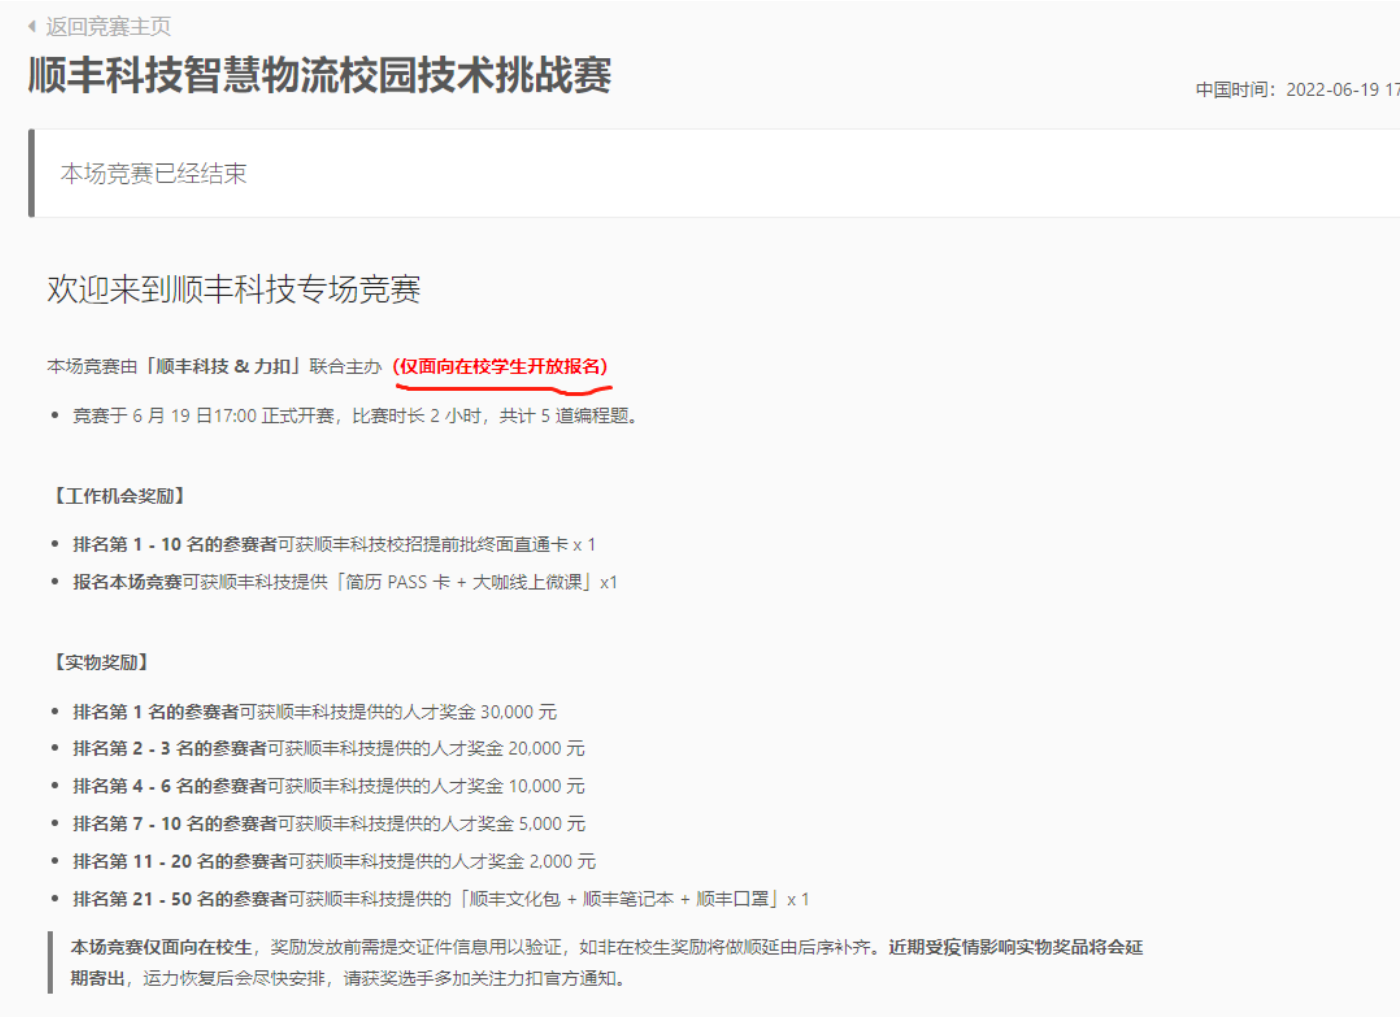 返回竞赛主页
顺丰科技智慧物流校园技术挑战赛
中国时间：2022-06-19 17
本场竞赛已经结束
欢迎来到顺丰科技专场竞赛
本场竞赛由「顺丰科技 & 力扣」联合主办（仅面向在校学生开放报名）
• 竞赛于 6 月 19 日17:00 正式开赛，比赛时长 2 小时，共计 5 道编程题。
【工作机会奖励】
• 排名第 1 - 10 名的参赛者可获顺丰科技校招提前批终面直通卡 x 1
• 报名本场竞赛可获顺丰科技提供「简历 PASS 卡 + 大咖线上微课」x1
【实物奖励】
• 排名第 1 名的参赛者可获顺丰科技提供的人才奖金 30,000 元
• 排名第 2 - 3 名的参赛者可获顺丰科技提供的人才奖金 20,000 元
• 排名第 4 - 6 名的参赛者可获顺丰科技提供的人才奖金 10,000 元
• 排名第 7 - 10 名的参赛者可获顺丰科技提供的人才奖金 5,000 元
• 排名第 11 - 20 名的参赛者可获顺丰科技提供的人才奖金 2,000 元
• 排名第 21 - 50 名的参赛者可获顺丰科技提供的「顺丰文化包 + 顺丰笔记本 + 顺丰口罩」x 1
本场竞赛仅面向在校生，奖励发放前需提交证件信息用以验证，如非在校生奖励将做顺延由后序补齐。近期受疫情影响实物奖品将会延
期寄出，运力恢复后会尽快安排，请获奖选手多加关注力扣官方通知。